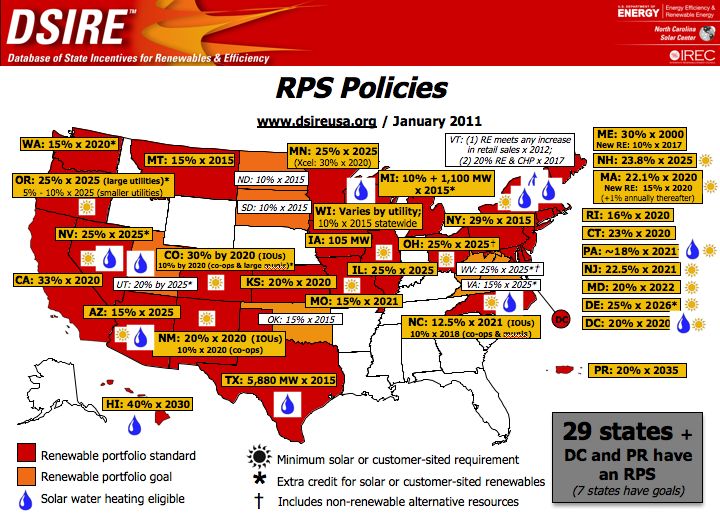 DSIRE™
Database of State Incentives for Renewables & Efficiency
U.S. DEPARTMENT OF
ENERGY
Energy Efficiency &
Renewable Energy
North Carolina
Solar Center
IREC
RPS Policies
www.dsireusa.org / January 2011
WA: 15% x 2020*
MT: 15% x 2015
MN: 25% x 2025
(Xcel: 30% x 2020)
VT: (1) RE meets any increase
in retail sales x 2012;
(2) 20% RE & CHP x 2017
ME: 30% x 2000
New RE: 10% x 2017
OR: 25% x 2025 (large utilities)*
5% - 10% x 2025 (smaller utilities)
ND: 10% x 2015
MI: 10% + 1,100 MW
x 2015*
NH: 23.8% x 2025
MA: 22.1% x 2020
New RE: 15% x 2020
(+1% annually thereafter)
SD: 10% x 2015
WI: Varies by utility;
10% x 2015 statewide
NY: 29% x 2015
RI: 16% x 2020
NV: 25% x 2025*
IA: 105 MW
OH: 25% x 2025†
CT: 23% x 2020
CO: 30% by 2020 (IOUs)
10% by 2020 (co-ops & large munis)*
PA: ~18% x 2021
IL: 25% x 2025
WV: 25% x 2025*†
NJ: 22.5% x 2021
CA: 33% x 2020
UT: 20% by 2025*
KS: 20% x 2020
VA: 15% x 2025*
MD: 20% x 2022
MO: 15% x 2021
DE: 25% x 2026*
AZ: 15% x 2025
OK: 15% x 2015
NC: 12.5% x 2021 (IOUs)
10% x 2018 (co-ops & munis)
DC
DC: 20% x 2020
NM: 20% x 2020 (IOUs)
10% x 2020 (co-ops)
TX: 5,880 MW x 2015
PR: 20% x 2035
HI: 40% x 2030
29 states +
DC and PR have
an RPS
(7 states have goals)
Renewable portfolio standard
Renewable portfolio goal
Solar water heating eligible
Minimum solar or customer-sited requirement
* Extra credit for solar or customer-sited renewables
† Includes non-renewable alternative resources